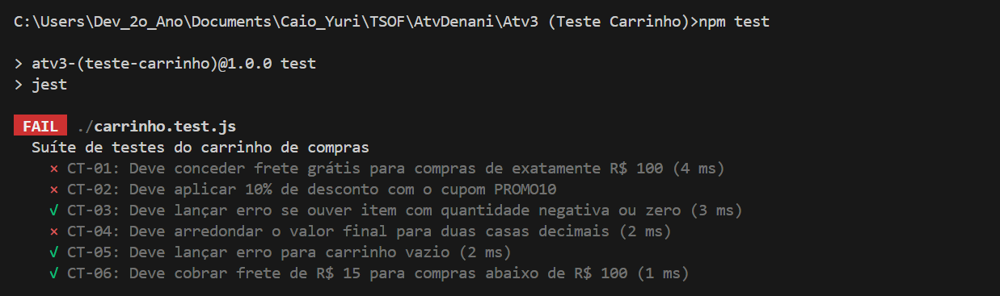 C:\Users\Dev_2o_Ano\Documents\Caio_Yuri\TSOF\AtvDenani\Atv3 (Teste Carrinho)>npm test
> atv3-(teste-carrinho)@1.0.0 test
> jest
FAIL ./carrinho.test.js
Suíte de testes do carrinho de compras
× CT-01: Deve conceder frete grátis para compras de exatamente R$ 100 (4 ms)
× CT-02: Deve aplicar 10% de desconto com o cupom PROMO10
√ CT-03: Deve lançar erro se ouver item com quantidade negativa ou zero (3 ms)
× CT-04: Deve arredondar o valor final para duas casas decimais (2 ms)
√ CT-05: Deve lançar erro para carrinho vazio (2 ms)
√ CT-06: Deve cobrar frete de R$ 15 para compras abaixo de R$ 100 (1 ms)